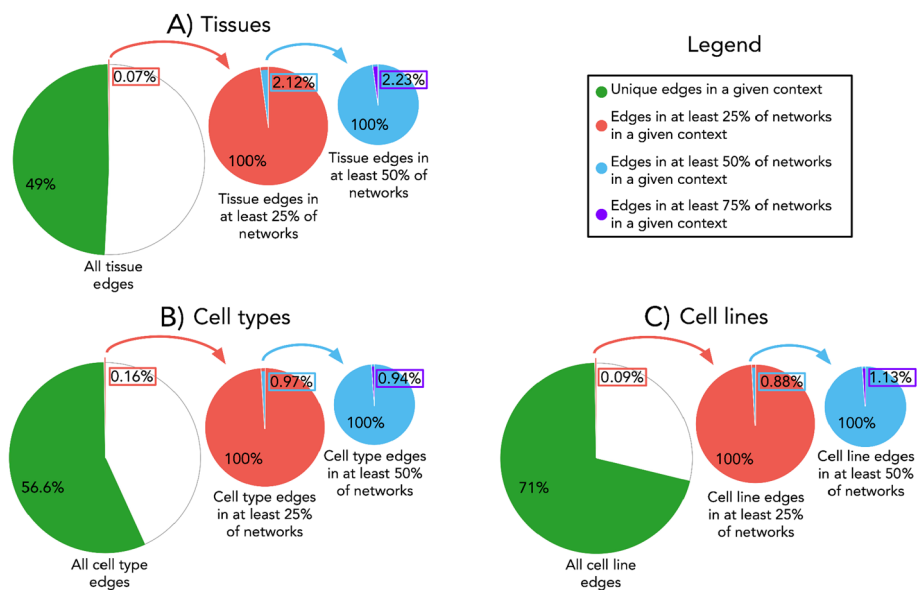 A) Tissues
0.07%
2.12%
2.23%
100%
100%
49%
Tissue edges in
at least 50% of
networks
Tissue edges in
at least 25% of
networks
All tissue
edges
Legend
Unique edges in a given context
Edges in at least 25% of networks
in a given context
Edges in at least 50% of networks
in a given context
Edges in at least 75% of networks
in a given context
B) Cell types
0.16%
0.97%
0.94%
100%
100%
56.6%
Cell type edges
in at least 50%
of networks
Cell type edges
in at least 25%
of networks
All cell type
edges
C) Cell lines
0.09%
0.88%
1.13%
100%
100%
71%
Cell line edges
in at least 50%
of networks
Cell line edges
in at least 25%
of networks
All cell line
edges